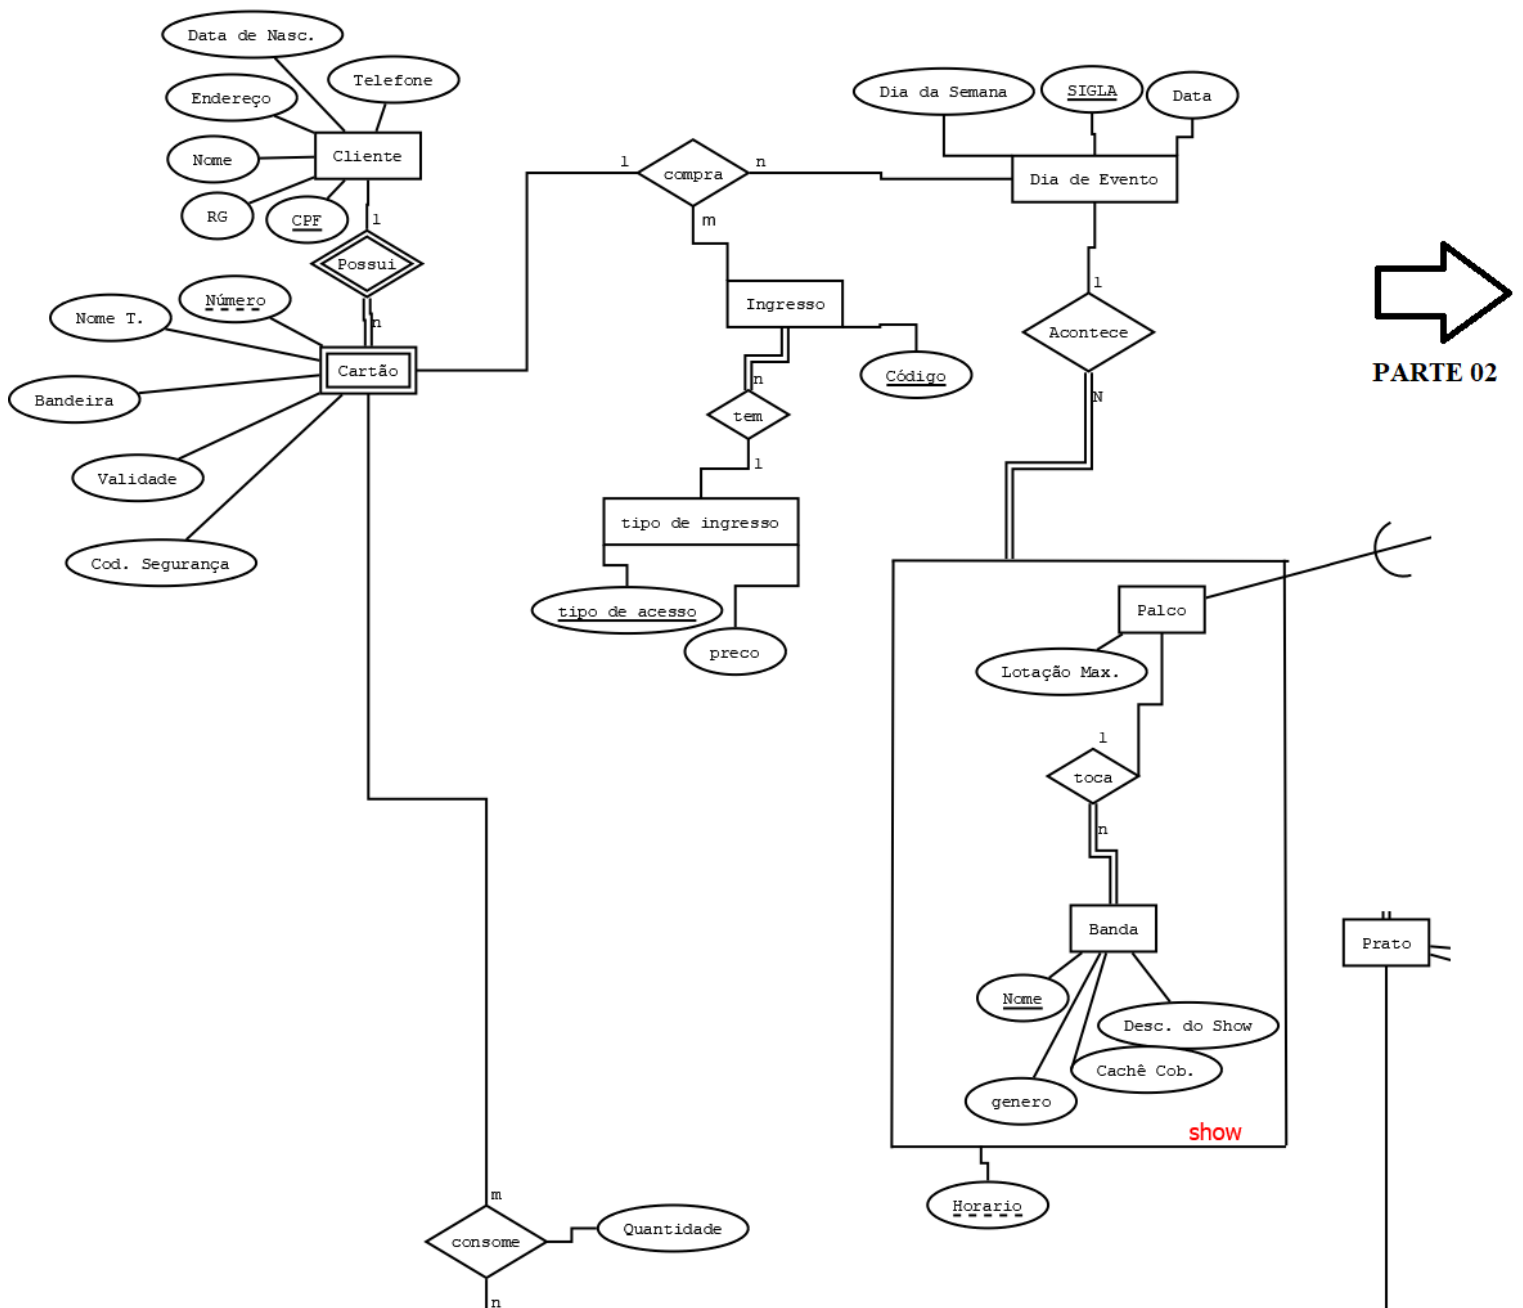 Data de Nasc.
Telefone
Endereço
Nome
Cliente
RG
CPF
1
Possui
n
Número
Nome T.
Cartão
Bandeira
Validade
Cod. Segurança
1
compra
n
m
Dia da Semana
SIGLA
Data
Dia de Evento
Ingresso
Código
n
tem
1
tipo de ingresso
tipo de acesso
preco
1
Acontece
N
PARTE 02
Palco
Lotação Max.
1
toca
n
Banda
Nome
Desc. do Show
Cachê Cob.
genero
show
Horario
Prato
m
consome
Quantidade
n